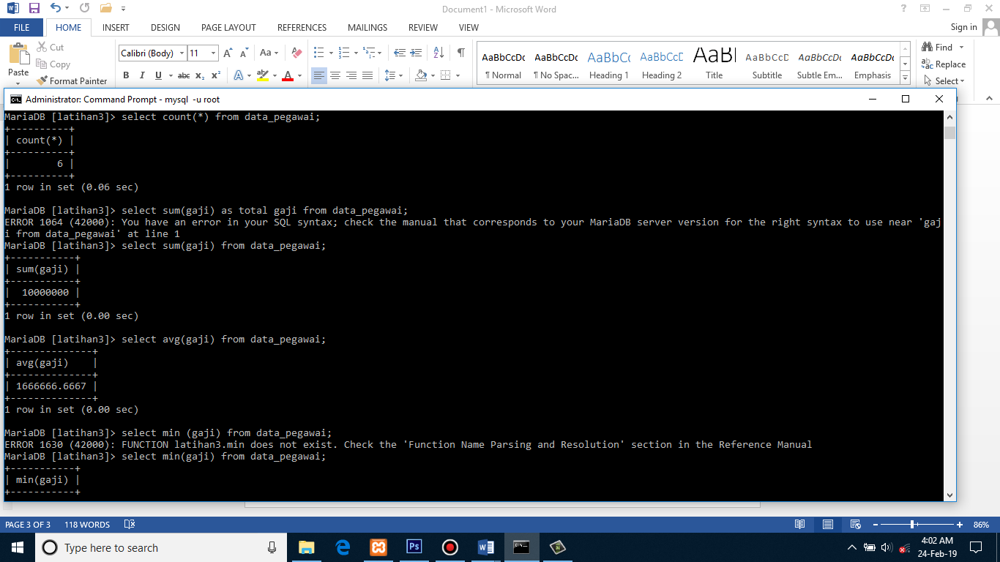 Document1 - Microsoft Word
FILE HOME INSERT DESIGN PAGE LAYOUT REFERENCES MAILINGS REVIEW VIEW Sign in
Paste
Cut
Copy
Format Painter
Calibri (Body) 11
AaBbCcDc AaBbCcDc AaBbCc AaBbCcD AaBl AaBbCcD AaBbCcDc AaBbCcDc
¶ Normal ¶ No Spac... Heading 1 Heading 2 Title Subtitle Subtle Em... Emphasis
Find
Replace
Select
Administrator: Command Prompt - mysql -u root
MariaDB [latihan3]> select count(*) from data_pegawai;
+----------+
| count(*) |
+----------+
|        6 |
+----------+
1 row in set (0.06 sec)
MariaDB [latihan3]> select sum(gaji) as total gaji from data_pegawai;
ERROR 1064 (42000): You have an error in your SQL syntax; check the manual that corresponds to your MariaDB server version for the right syntax to use near 'gaj
i from data_pegawai' at line 1
MariaDB [latihan3]> select sum(gaji) from data_pegawai;
+-----------+
| sum(gaji) |
+-----------+
|  10000000 |
+-----------+
1 row in set (0.00 sec)
MariaDB [latihan3]> select avg(gaji) from data_pegawai;
+--------------+
| avg(gaji)    |
+--------------+
| 1666666.6667 |
+--------------+
1 row in set (0.00 sec)
MariaDB [latihan3]> select min (gaji) from data_pegawai;
ERROR 1630 (42000): FUNCTION latihan3.min does not exist. Check the 'Function Name Parsing and Resolution' section in the Reference Manual
MariaDB [latihan3]> select min(gaji) from data_pegawai;
+-----------+
| min(gaji) |
+-----------+
PAGE 3 OF 3 118 WORDS 86%
Type here to search
4:02 AM
24-Feb-19